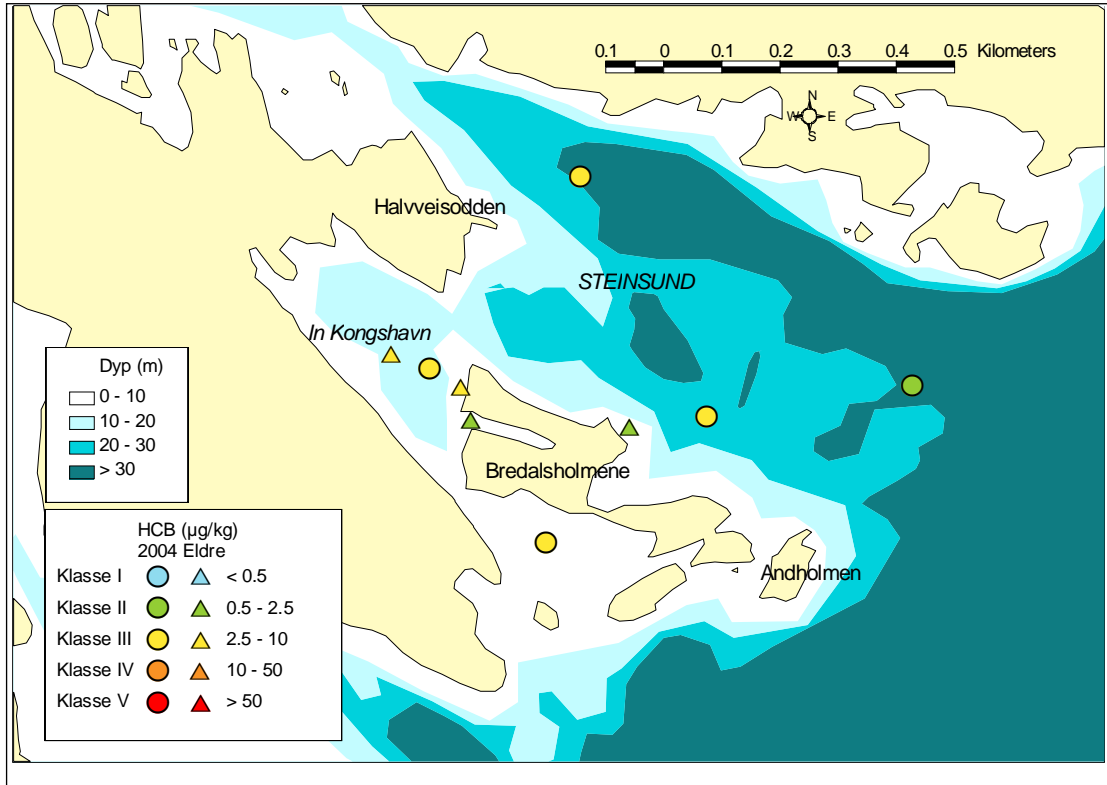 0.1 0 0.1 0.2 0.3 0.4 0.5 Kilometers
N
W E
S
Halvveisodden
STEINSUND
In Kongshavn
Dyp (m)
0 - 10
10 - 20
20 - 30
> 30
Bredalsholmene
Andholmen
HCB (µg/kg)
2004 Eldre
Klasse I < 0.5
Klasse II 0.5 - 2.5
Klasse III 2.5 - 10
Klasse IV 10 - 50
Klasse V > 50